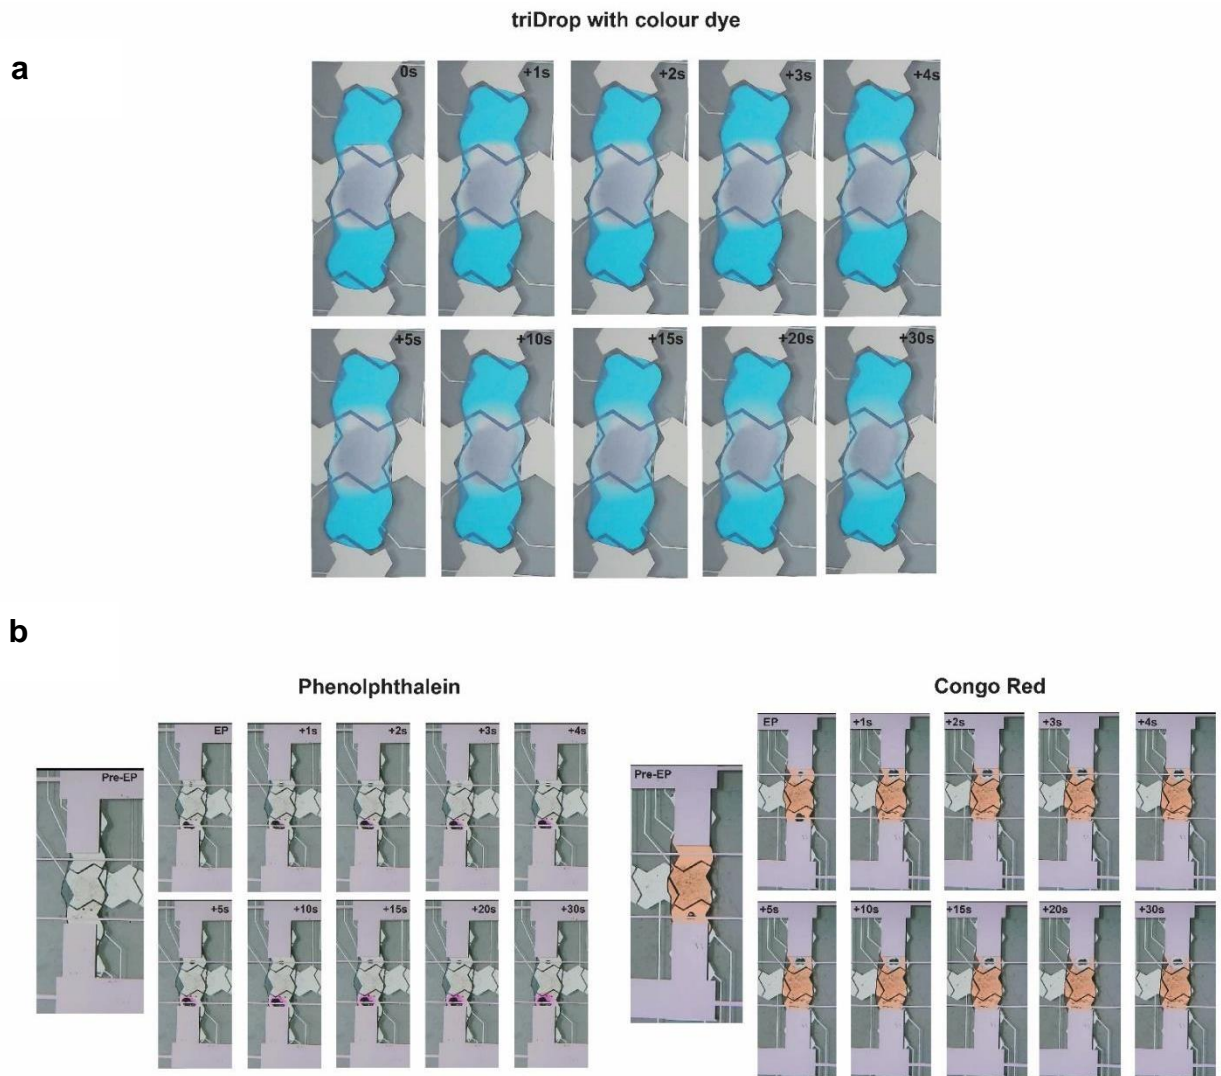 triDrop with colour dye
a
0s +1s +2s +3s +4s
+5s +10s +15s +20s +30s
b
Phenolphthalein
EP +1s +2s +3s +4s
Pre-EP
+5s +10s +15s +20s +30s
Congo Red
EP +1s +2s +3s +4s
Pre-EP
+5s +10s +15s +20s +30s